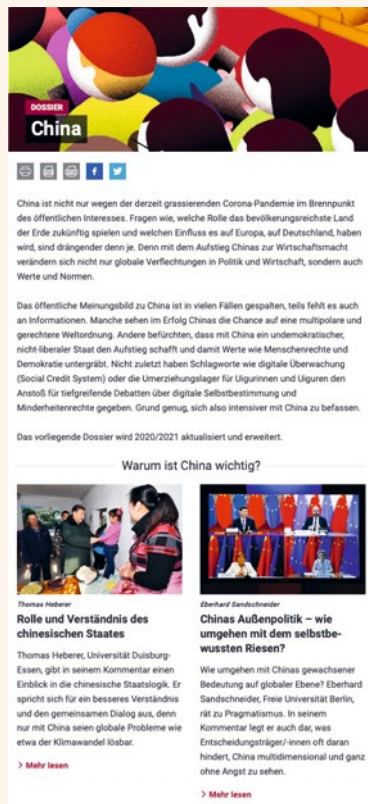 DOSSIER
China
China ist nicht nur wegen der derzeit grassierenden Corona-Pandemie im Brennpunkt
des öffentlichen Interesses. Fragen wie, welche Rolle das bevölkerungsreichste Land
der Erde zukünftig spielen und welchen Einfluss es auf Europa, auf Deutschland, haben
wird, sind drängender denn je. Denn mit dem Aufstieg Chinas zur Wirtschaftsmacht
verändern sich nicht nur globale Verflechtungen in Politik und Wirtschaft, sondern auch
Werte und Normen.
Das öffentliche Meinungsbild zu China ist in vielen Fällen gespalten, teils fehlt es auch
an Informationen. Manche sehen im Erfolg Chinas die Chance auf eine multipolare und
gerechtere Weltordnung. Andere befürchten, dass mit China ein undemokratischer,
nicht-liberaler Staat den Aufstieg schafft und damit Werte wie Menschenrechte und
Demokratie untergräbt. Nicht zuletzt haben Schlagworte wie digitale Überwachung
(Social Credit System) oder die Umerziehungslager für Uigurinnen und Uiguren den
Anstoß für tiefgreifende Debatten über digitale Selbstbestimmung und
Minderheitenrechte gegeben. Grund genug, sich also intensiver mit China zu befassen.
Das vorliegende Dossier wird 2020/2021 aktualisiert und erweitert.
Warum ist China wichtig?
Thomas Heberer
Rolle und Verständnis des
chinesischen Staates
Thomas Heberer, Universität Duisburg-
Essen, gibt in seinem Kommentar einen
Einblick in die chinesische Staatslogik. Er
spricht sich für ein besseres Verständnis
und den gemeinsamen Dialog aus, denn
nur mit China seien globale Probleme wie
etwa der Klimawandel lösbar.
> Mehr lesen
Eberhard Sandschneider
Chinas Außenpolitik – wie
umgehen mit dem selbstbe-
wussten Riesen?
Wie umgehen mit Chinas gewachsener
Bedeutung auf globaler Ebene? Eberhard
Sandschneider, Freie Universität Berlin,
rät zu Pragmatismus. In seinem
Kommentar legt er auch dar, was
Entscheidungsträger/-innen oft daran
hindert, China multidimensional und ganz
ohne Angst zu sehen.
> Mehr lesen